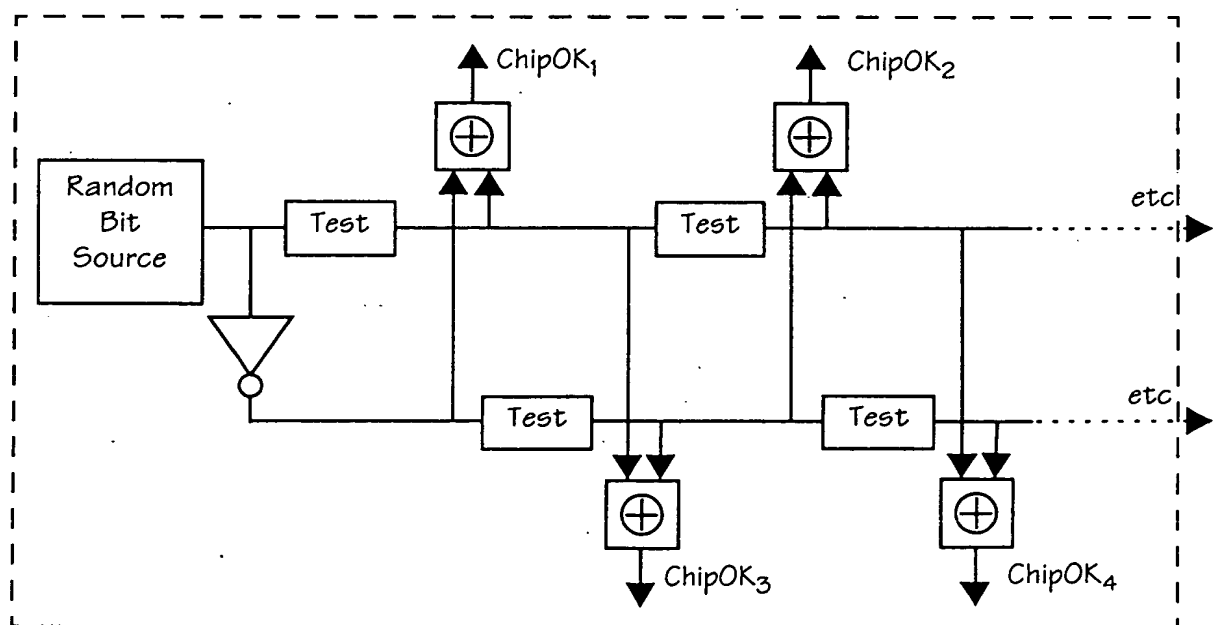 ChipOK1
ChipOK2
Random
Bit
Source
Test
Test
etc
Test
Test
etc
ChipOK3
ChipOK4